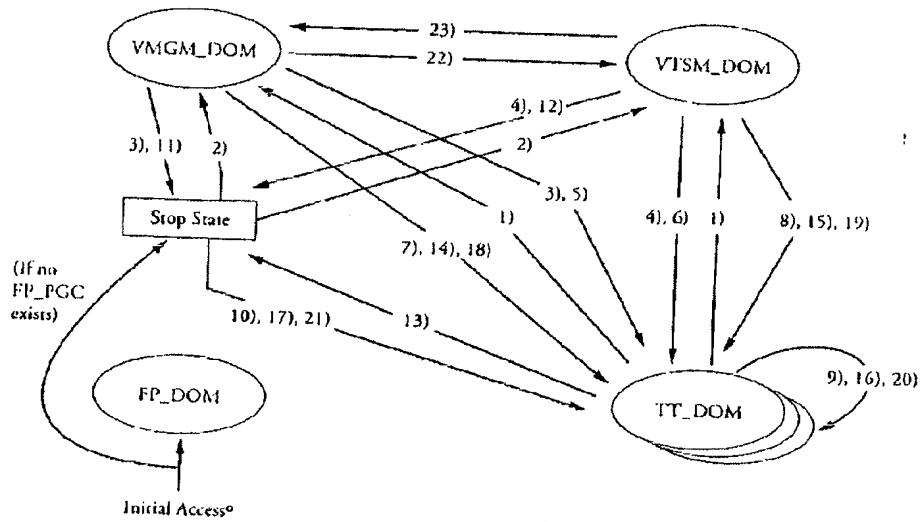 23)
VMGM_DOM
22)
VTSM_DOM
4), 12)
3), 11)
2)
2)
3), 5)
Stop State
1)
4), 6)
1)
8), 15), 19)
7), 14), 18)
(If no
FP_PGC
exists)
10), 17), 21)
13)
9), 16), 20)
FP_DOM
TT_DOM
Initial Access°